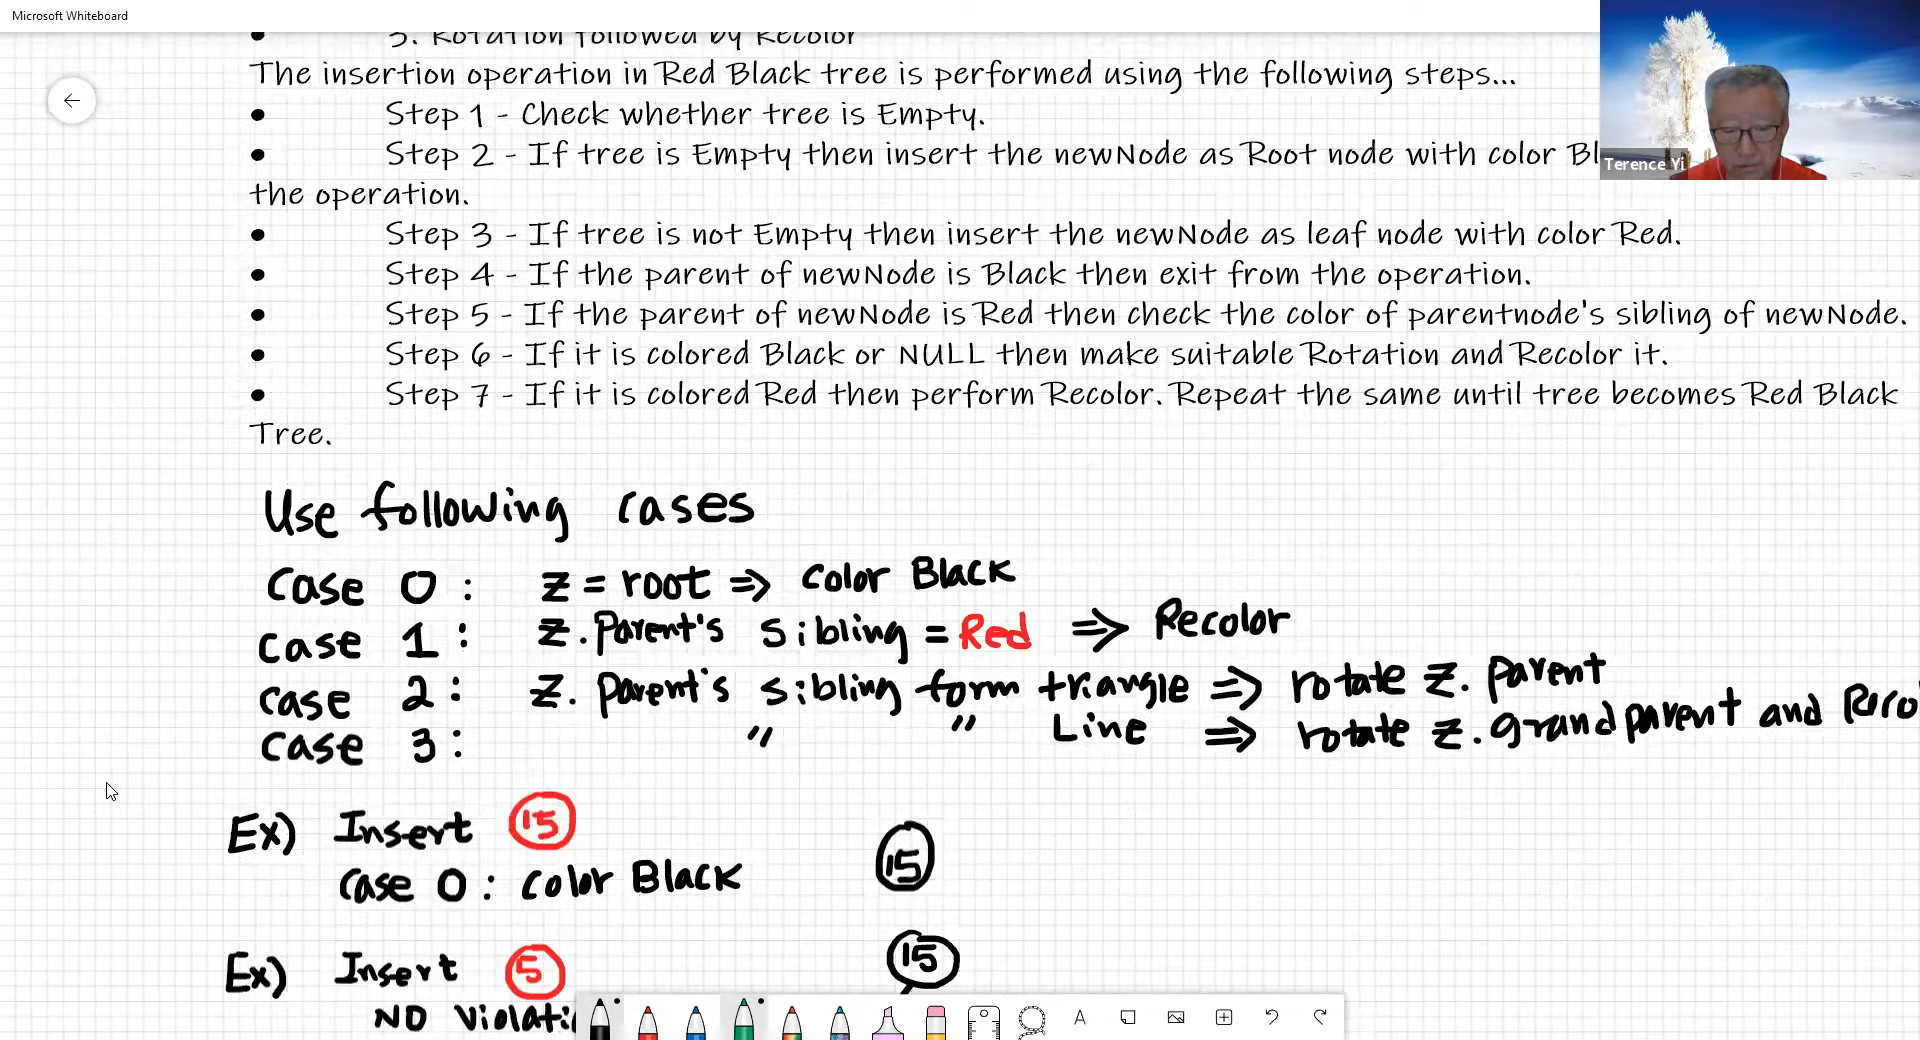 Microsoft Whiteboard
• 3. Rotation followed by Recolor
The insertion operation in Red Black tree is performed using the following steps...
• Step 1 - Check whether tree is Empty.
• Step 2 - If tree is Empty then insert the newNode as Root node with color Bl
the operation.
• Step 3 - If tree is not Empty then insert the newNode as leaf node with color Red.
• Step 4 - If the parent of newNode is Black then exit from the operation.
• Step 5 - If the parent of newNode is Red then check the color of parentnode's sibling of newNode.
• Step 6 - If it is colored Black or NULL then make suitable Rotation and Recolor it.
• Step 7 - If it is colored Red then perform Recolor. Repeat the same until tree becomes Red Black
Tree.
Terence Yi
Use following cases
case 0 : z = root => color Black
case 1 : z. Parent's sibling = Red => Recolor
case 2 : z. parent's sibling form triangle => rotate z. parent
case 3 : " " Line => rotate z. grandparent and Reco
Ex) Insert 15
case 0 : color Black
15
Ex) Insert 5
NO Violati
15